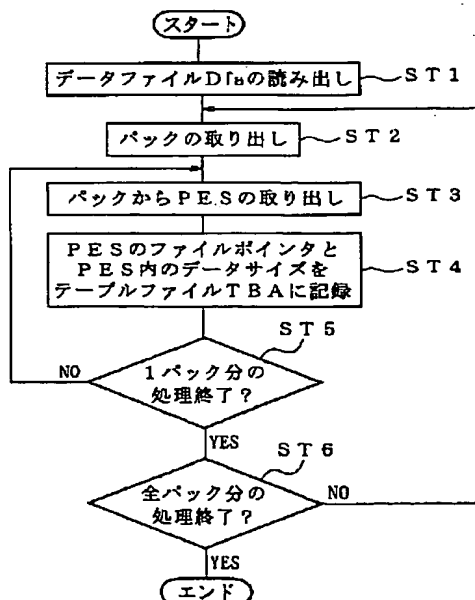 スタート
データファイルDfaの読み出し
ST1
パックの取り出し
ST2
パックからPESの取り出し
ST3
PESのファイルポインタと
PES内のデータサイズを
テーブルファイルTBAに記録
ST4
ST5
1パック分の
処理終了?
NO
YES
ST6
全パック分の
処理終了?
NO
YES
エンド